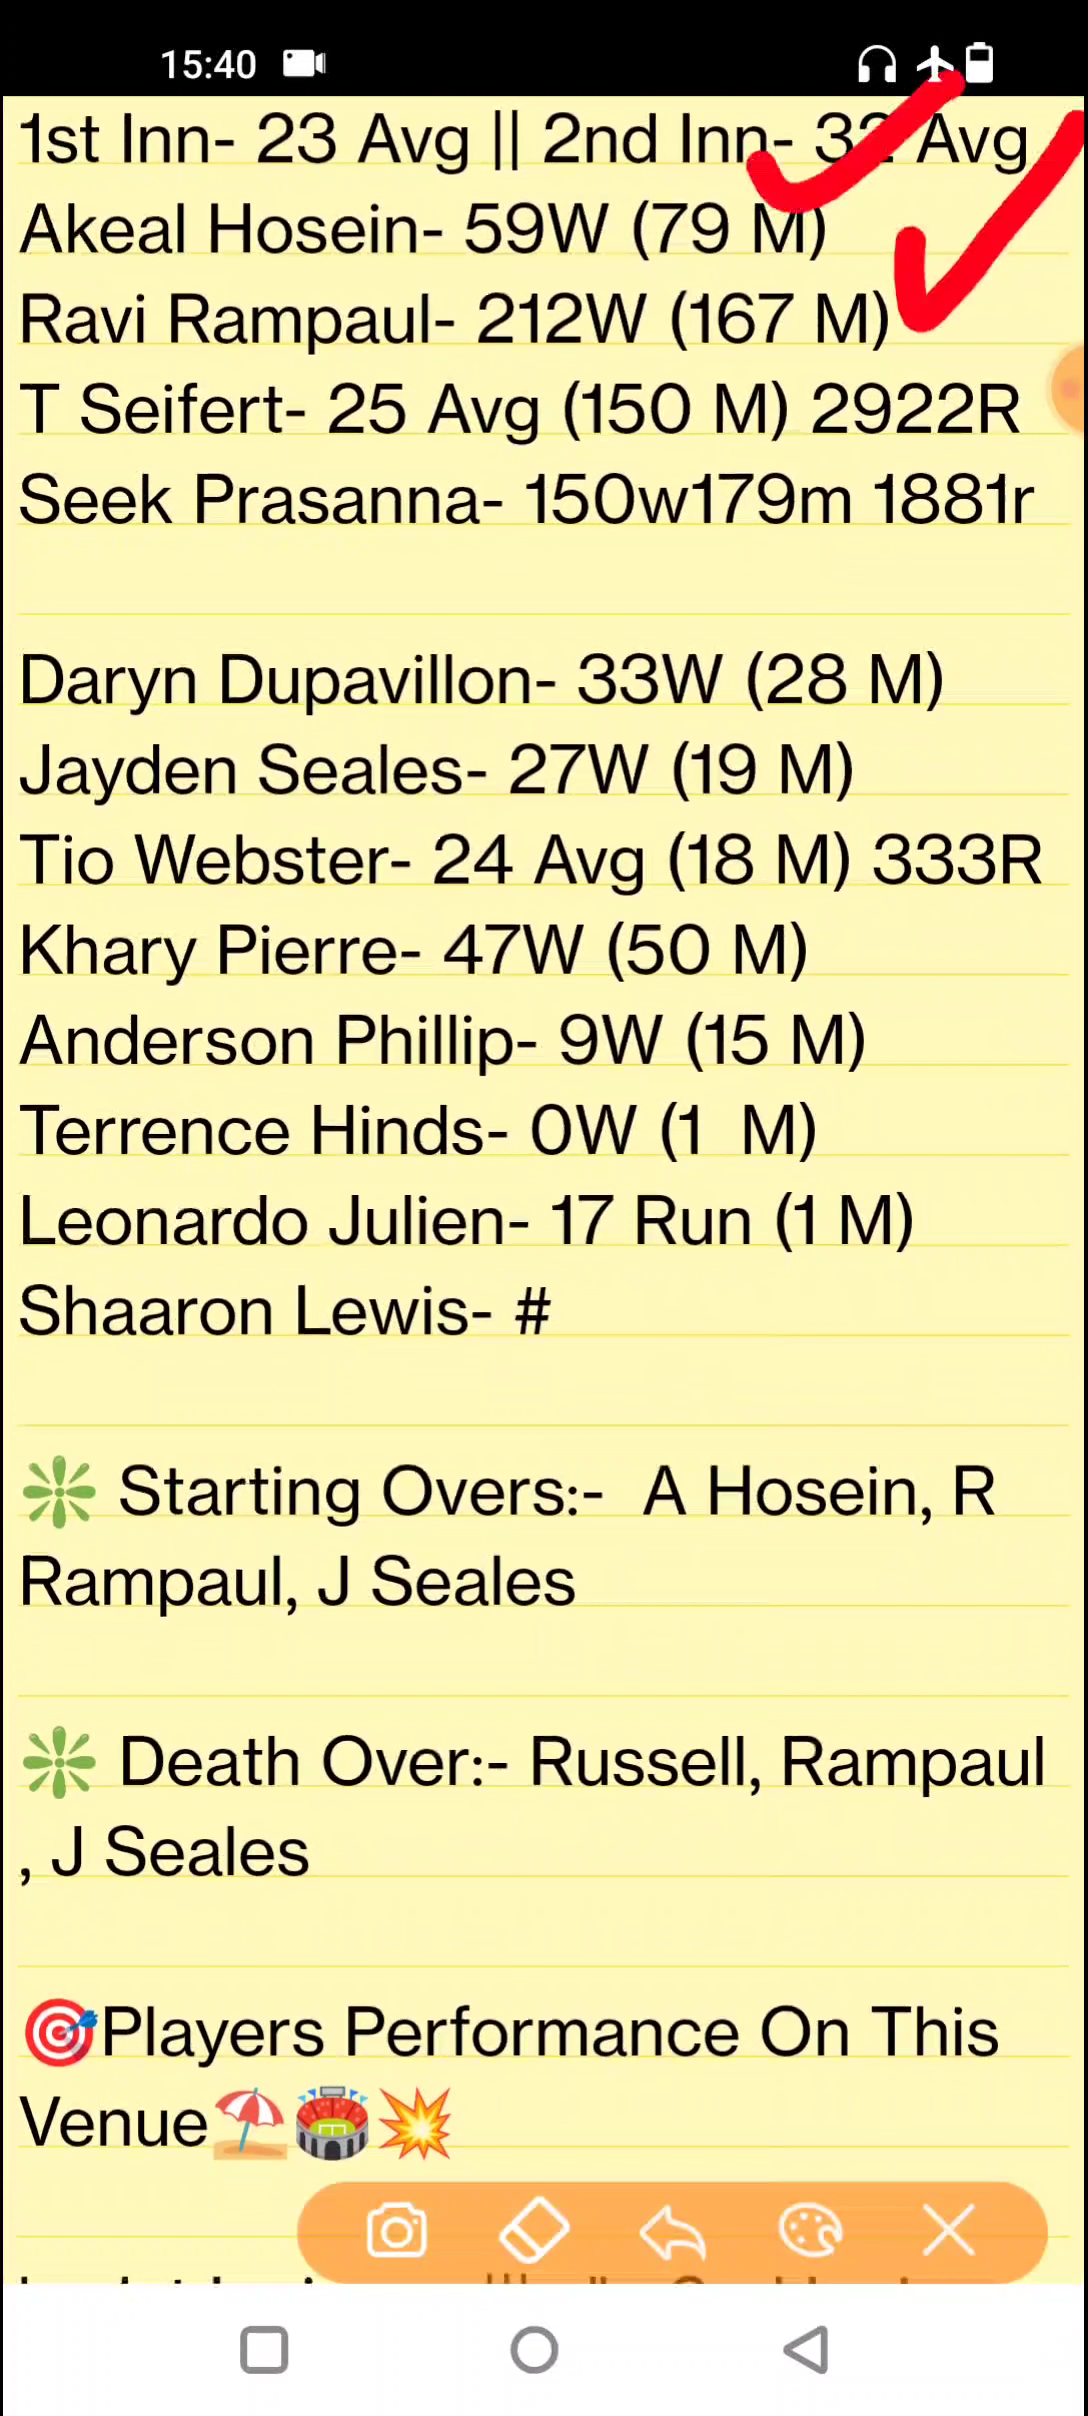 15:40
1st Inn- 23 Avg || 2nd Inn- 32 Avg
Akeal Hosein- 59W (79 M)
Ravi Rampaul- 212W (167 M)
T Seifert- 25 Avg (150 M) 2922R
Seek Prasanna- 150w179m 1881r
Daryn Dupavillon- 33W (28 M)
Jayden Seales- 27W (19 M)
Tio Webster- 24 Avg (18 M) 333R
Khary Pierre- 47W (50 M)
Anderson Phillip- 9W (15 M)
Terrence Hinds- 0W (1  M)
Leonardo Julien- 17 Run (1 M)
Shaaron Lewis- #
Starting Overs:-  A Hosein, R
Rampaul, J Seales
Death Over:- Russell, Rampaul
, J Seales
Players Performance On This
Venue